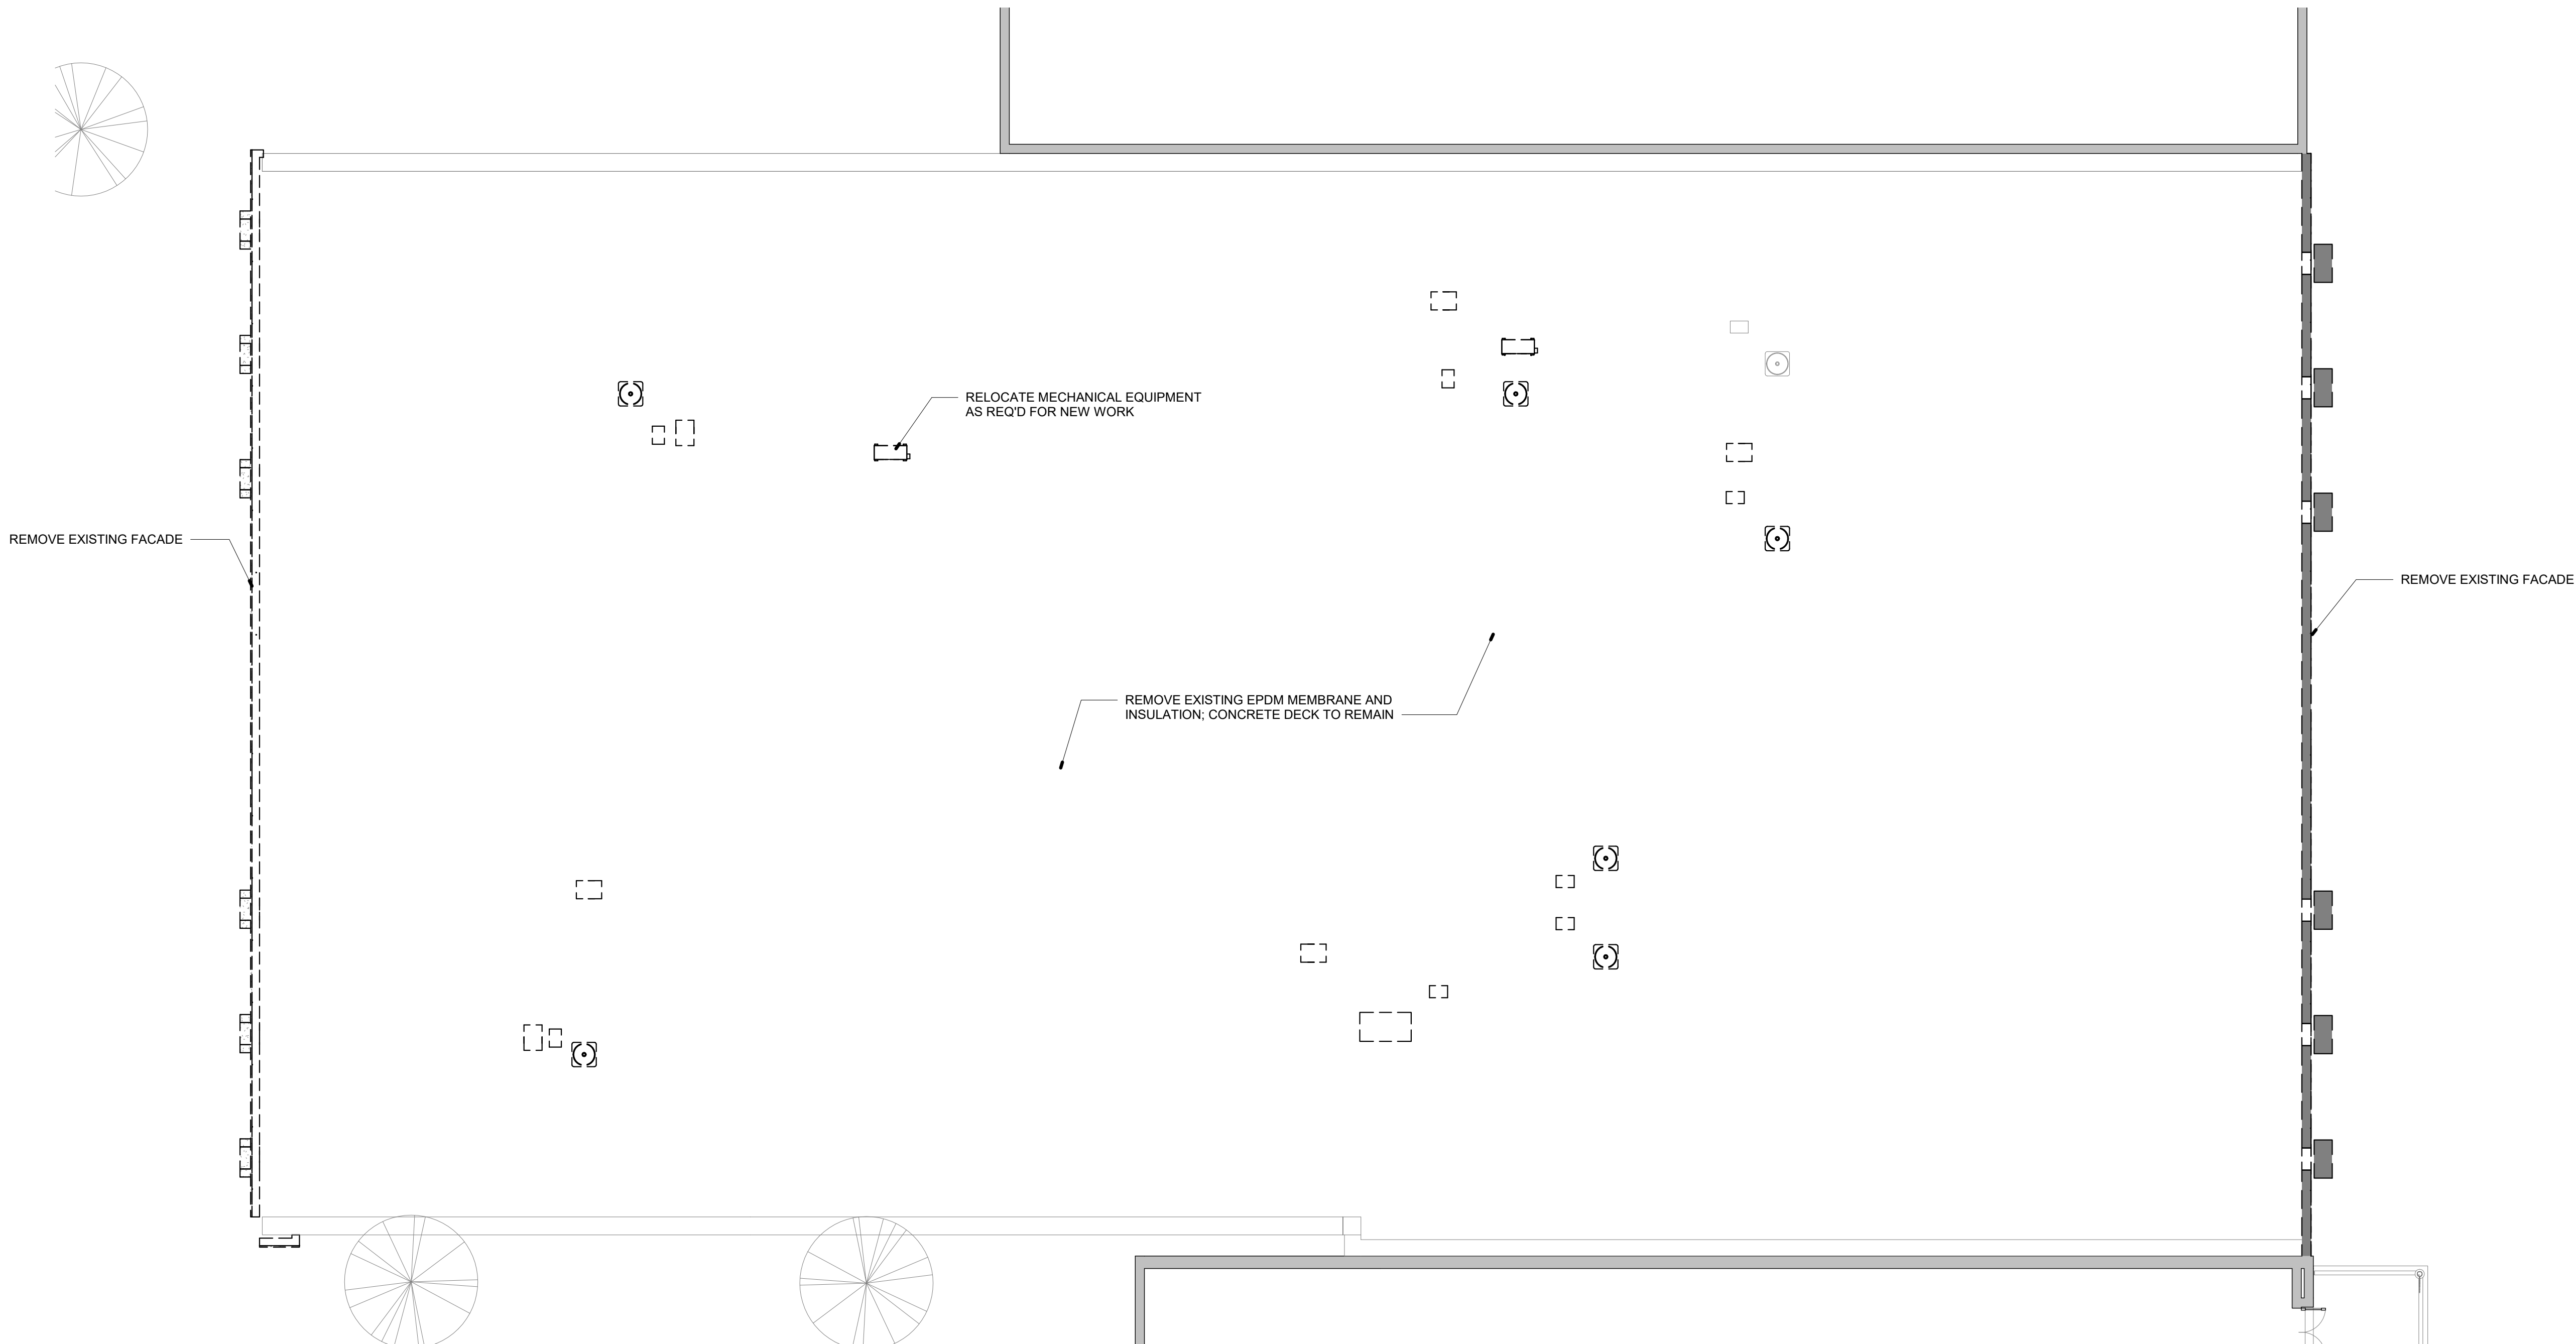 RELOCATE MECHANICAL EQUIPMENT
AS REQ'D FOR NEW WORK
REMOVE EXISTING FACADE
REMOVE EXISTING FACADE
REMOVE EXISTING EPDM MEMBRANE AND
INSULATION; CONCRETE DECK TO REMAIN